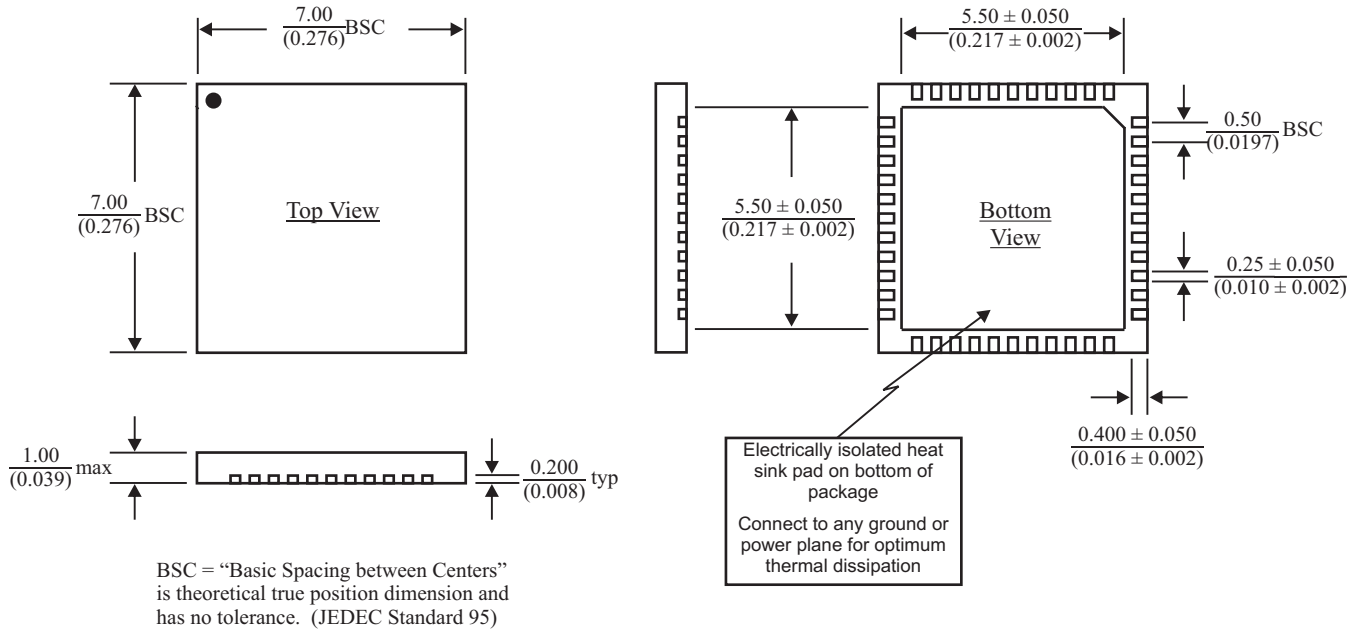 7.00
(0.276) BSC
7.00
(0.276) BSC
Top View
1.00
(0.039) max
0.200
(0.008) typ
BSC = “Basic Spacing between Centers”
is theoretical true position dimension and
has no tolerance. (JEDEC Standard 95)
5.50 ± 0.050
(0.217 ± 0.002)
5.50 ± 0.050
(0.217 ± 0.002)
Bottom
View
0.50
(0.0197) BSC
0.25 ± 0.050
(0.010 ± 0.002)
0.400 ± 0.050
(0.016 ± 0.002)
Electrically isolated heat
sink pad on bottom of
package
Connect to any ground or
power plane for optimum
thermal dissipation